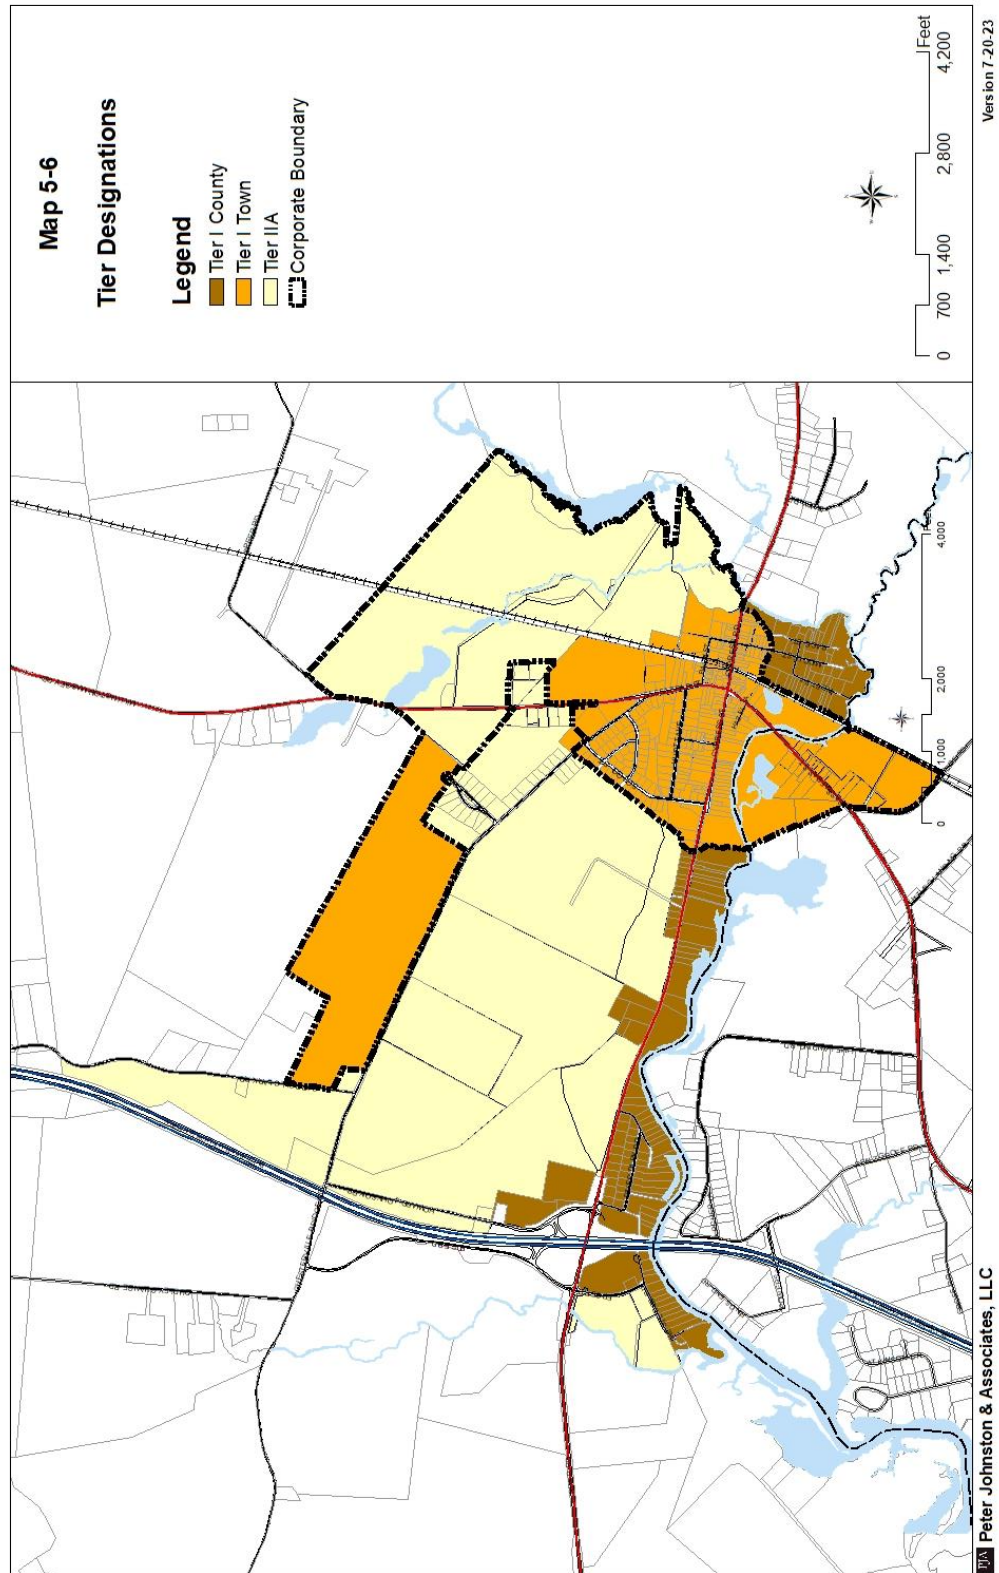 Map 5-6
Tier Designations
Legend
Tier I County
Tier I Town
Tier IIA
Corporate Boundary
Feet
0 700 1,400 2,800 4,200
0 1,000 2,000 4,000
Peter Johnston & Associates, LLC
Version 7-20-23